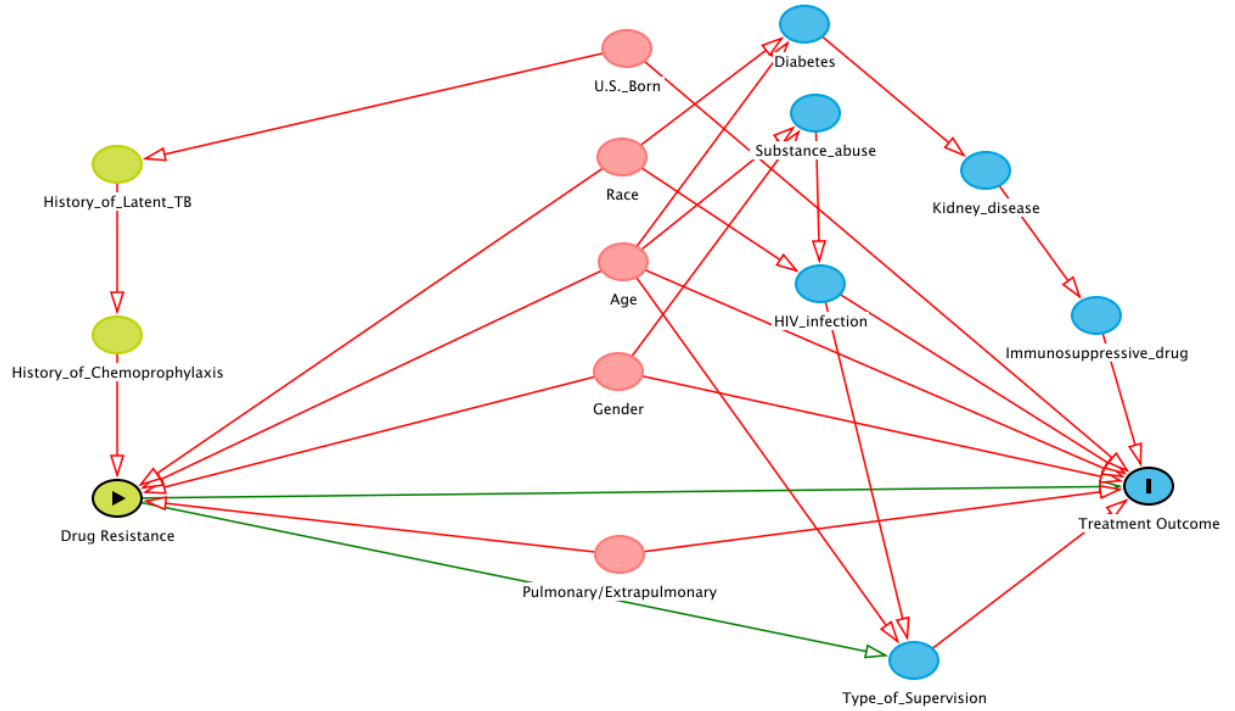 Diabetes
U.S._Born
Substance_abuse
History_of_Latent_TB
Race
Kidney_disease
Age
HIV_infection
History_of_Chemoprophylaxis
Immunosuppressive_drug
Gender
Drug Resistance
Treatment Outcome
Pulmonary/Extrapulmonary
Type_of_Supervision